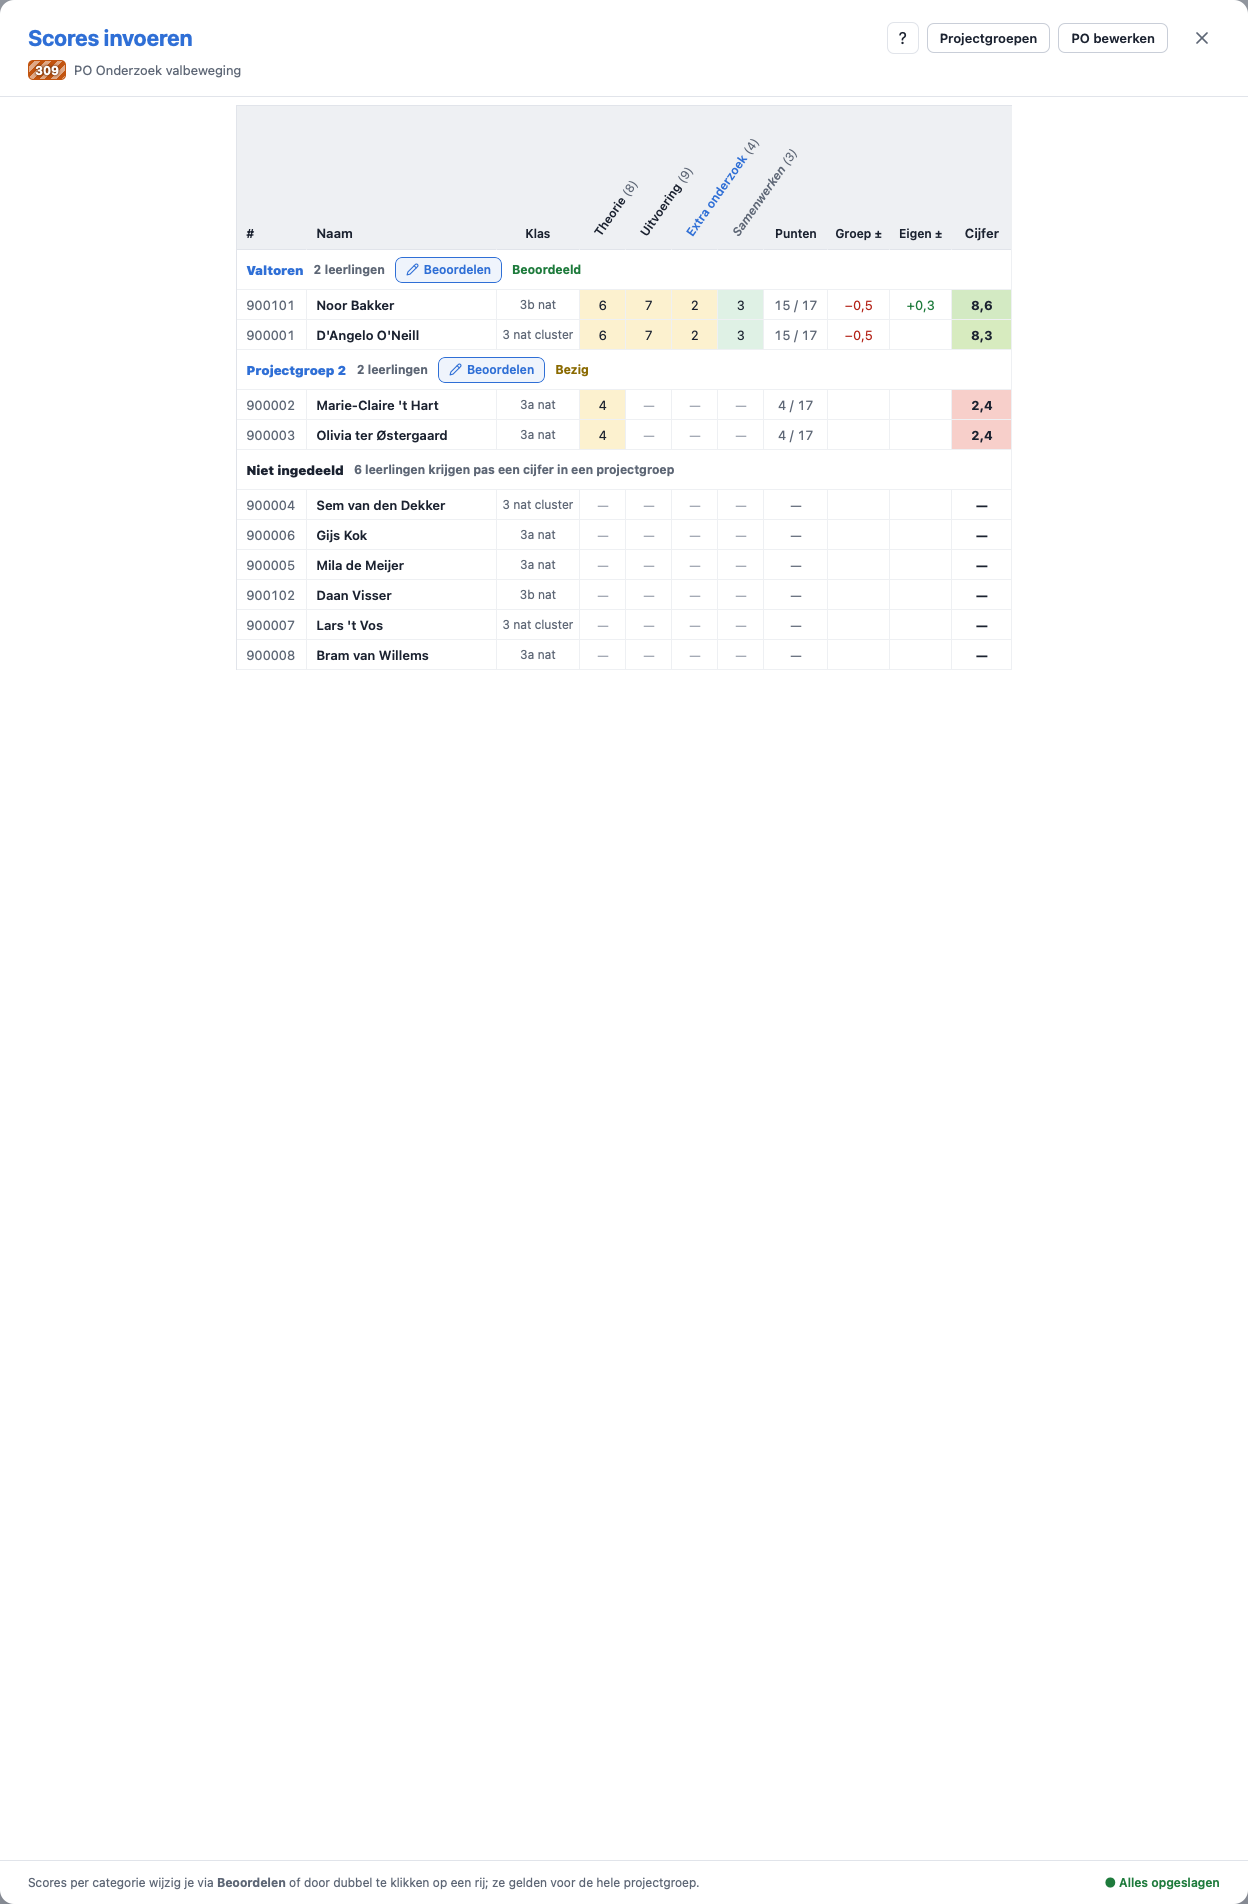 Scores invoeren
? Projectgroepen PO bewerken
309 PO Onderzoek valbeweging
# Naam Klas Theorie (8) Uitvoering (9) Extra onderzoek (4) Samenwerken (3) Punten Groep ± Eigen ± Cijfer
Valtoren 2 leerlingen Beoordelen Beoordeeld
900101 Noor Bakker 3b nat 6 7 2 3 15 / 17 −0,5 +0,3 8,6
900001 D'Angelo O'Neill 3 nat cluster 6 7 2 3 15 / 17 −0,5 8,3
Projectgroep 2 2 leerlingen Beoordelen Bezig
900002 Marie-Claire 't Hart 3a nat 4 — — — 4 / 17 2,4
900003 Olivia ter Østergaard 3a nat 4 — — — 4 / 17 2,4
Niet ingedeeld 6 leerlingen krijgen pas een cijfer in een projectgroep
900004 Sem van den Dekker 3 nat cluster — — — — — —
900006 Gijs Kok 3a nat — — — — — —
900005 Mila de Meijer 3a nat — — — — — —
900102 Daan Visser 3b nat — — — — — —
900007 Lars 't Vos 3 nat cluster — — — — — —
900008 Bram van Willems 3a nat — — — — — —
Scores per categorie wijzig je via Beoordelen of door dubbel te klikken op een rij; ze gelden voor de hele projectgroep.
Alles opgeslagen